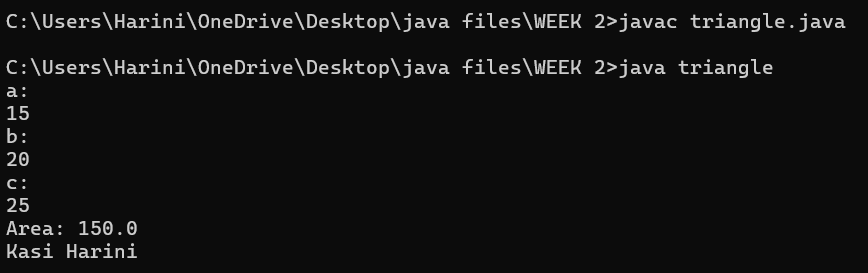 C:\Users\Harini\OneDrive\Desktop\java files\WEEK 2>javac triangle.java
C:\Users\Harini\OneDrive\Desktop\java files\WEEK 2>java triangle
a:
15
b:
20
c:
25
Area: 150.0
Kasi Harini